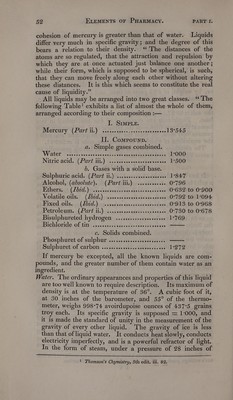 52 ELEMENTS OF PHARMACY. PART I.
cohesion of mercury is greater than that of water. Liquids
differ very much in specific gravity; and the degree of this
bears a relation to their density. "The distances of the
atoms are so regulated, that the attraction and repulsion by
which they are at once actuated just balance one another;
while their form, which is supposed to be spherical, is such,
that they can move freely along each other without altering
these distances. It is this which seems to constitute the real
cause of liquidity."
All liquids may be arranged into two great classes. "The
following Table¹ exhibits a list of almost the whole of them,
arranged according to their composition :—
I. SIMPLE.
Mercury (Part ii.) ........................... 13·545
II. COMPOUND.
a. Simple gases combined.
Water ....................................... 1·000
Nitric acid. (Part iii.) ..................... 1·500
b. Gases with a solid base.
Sulphuric acid. (Part ii.) ................... 1·847
Alcohol, (absolute). (Part iii.) ............. 0·796
Ethers. (Ibid.) .............................. 0·632 to 0·900
Volatile oils. (Ibid.) ....................... 0·792 to 1·094
Fixed oils. (Ibid.) .......................... 0·913 to 0·968
Petroleum. (Part ii.) ........................ 0·730 to 0·878
Bisulphureted hydrogen ....................... 1·769
Bichloride of tin ............................ ——
c. Solids combined.
Phosphuret of sulphur ........................ ——
Sulphuret of carbon .......................... 1·272
If mercury be excepted, all the known liquids are com-
pounds, and the greater number of them contain water as an
ingredient.
Water. The ordinary appearances and properties of this liquid
are too well known to require description. Its maximum of
density is at the temperature of 36°. A cubic foot of it,
at 30 inches of the barometer, and 55° of the thermo-
meter, weighs 998·74 avoirdupois ounces of 437·5 grains
troy each. Its specific gravity is supposed = 1·000, and
it is made the standard of unity in the measurement of the
gravity of every other liquid. The gravity of ice is less
than that of liquid water. It conducts heat slowly, conducts
electricity imperfectly, and is a powerful refractor of light.
In the form of steam, under a pressure of 28 inches of
¹ Thomson's Chemistry, 5th edit. iii. 63.